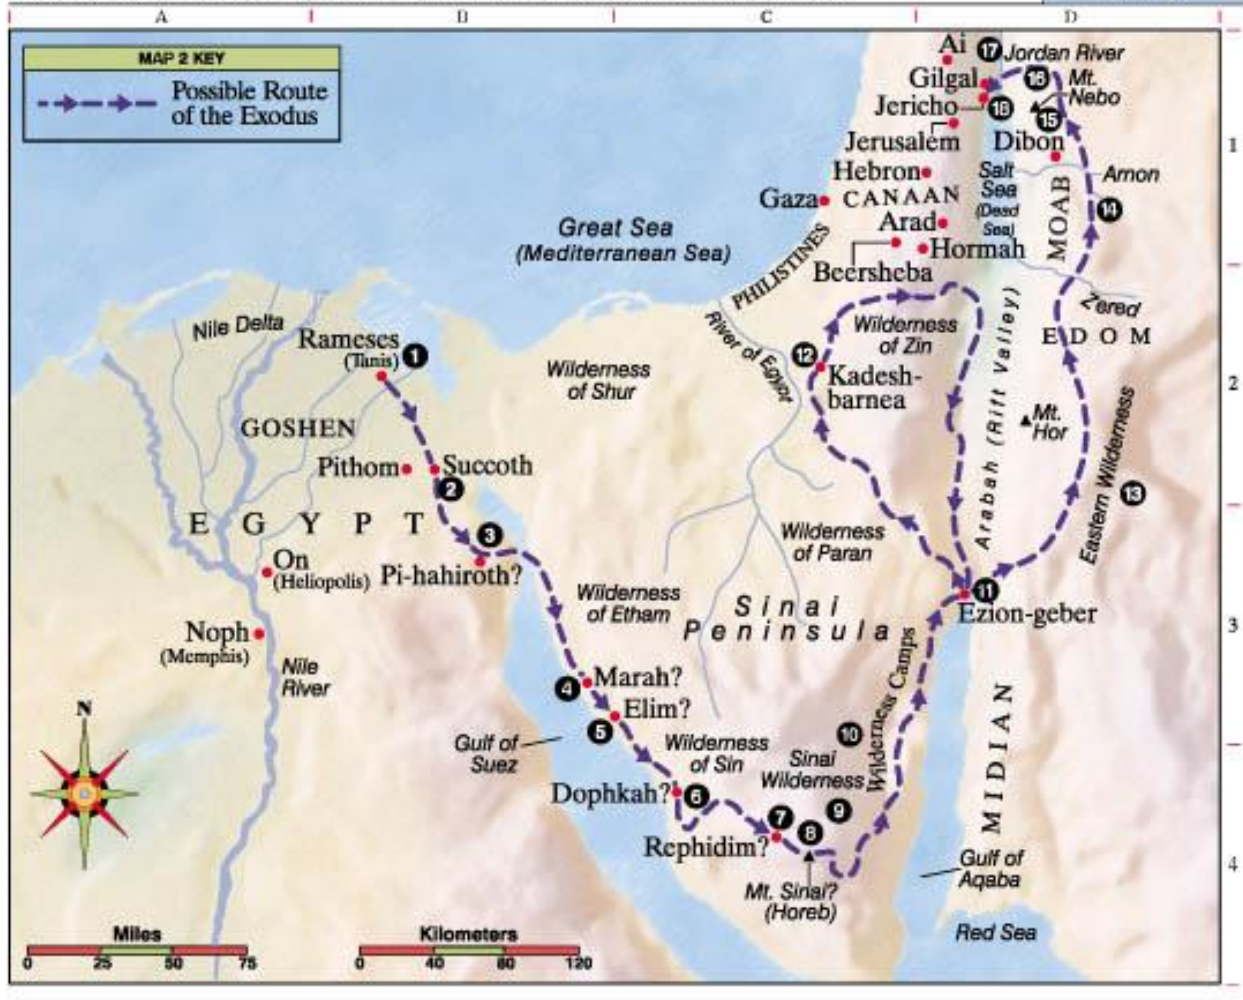 A B C D
MAP 2 KEY
Possible Route
of the Exodus
Ai
17
Jordan River
Gilgal
16
Mt.
Nebo
Jericho
18
15
Jerusalem
Dibon
1
Hebron
Salt
Sea
(Dead
Sea)
Arnon
Gaza
CANAAN
MOAB
14
Arad
Great Sea
(Mediterranean Sea)
PHILISTINES
Hormah
Beersheba
Zered
Nile Delta
Rameses
(Tanis)
1
River of Egypt
Wilderness
of Zin
EDOM
Wilderness
of Shur
12
Kadesh-
barnea
2
Arabah (Rift Valley)
Mt.
Hor
GOSHEN
Pithom
Succoth
2
Eastern Wilderness
13
EGYPT
3
Wilderness
of Paran
On
(Heliopolis)
Pi-hahiroth?
Wilderness
of Etham
Sinai
Peninsula
11
Ezion-geber
3
Noph
(Memphis)
Nile
River
4
Marah?
Elim?
5
Wilderness Camps
10
N
Gulf of
Suez
Wilderness
of Sin
Sinai
Wilderness
MIDIAN
Dophkah?
6
7
8
9
Rephidim?
Mt. Sinai?
(Horeb)
Gulf of
Aqaba
4
Red Sea
Miles
0 25 50 75
Kilometers
0 40 80 120